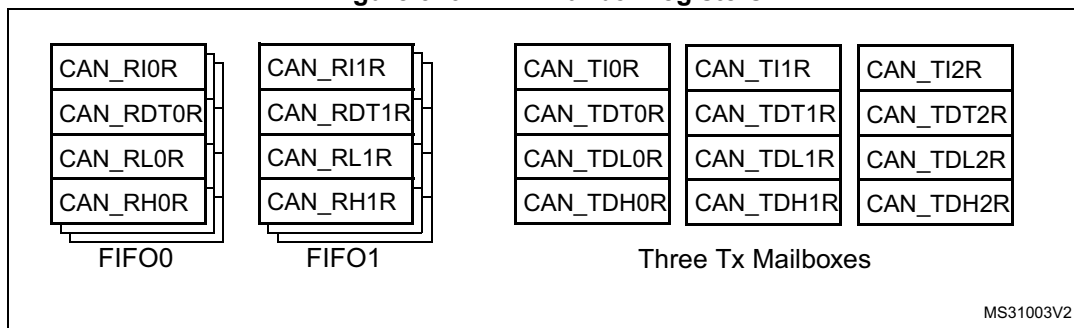 CAN_RI0R
CAN_RDT0R
CAN_RL0R
CAN_RH0R
FIFO0
CAN_RI1R
CAN_RDT1R
CAN_RL1R
CAN_RH1R
FIFO1
CAN_TI0R
CAN_TDT0R
CAN_TDL0R
CAN_TDH0R
CAN_TI1R
CAN_TDT1R
CAN_TDL1R
CAN_TDH1R
CAN_TI2R
CAN_TDT2R
CAN_TDL2R
CAN_TDH2R
Three Tx Mailboxes
MS31003V2